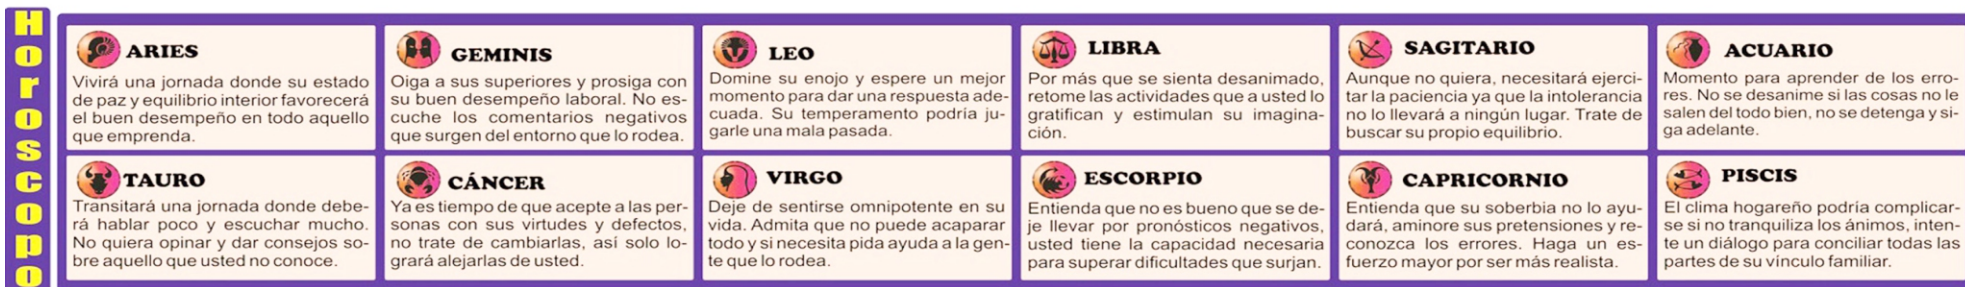 Horoscopo
ARIES
Vivirá una jornada donde su estado
de paz y equilibrio interior favorecerá
el buen desempeño en todo aquello
que emprenda.
GEMINIS
Oiga a sus superiores y prosiga con
su buen desempeño laboral. No es-
cuche los comentarios negativos
que surgen del entorno que lo rodea.
LEO
Domine su enojo y espere un mejor
momento para dar una respuesta ade-
cuada. Su temperamento podría ju-
garle una mala pasada.
LIBRA
Por más que se sienta desanimado,
retome las actividades que a usted lo
gratifican y estimulan su imagina-
ción.
SAGITARIO
Aunque no quiera, necesitará ejerci-
tar la paciencia ya que la intolerancia
no lo llevará a ningún lugar. Trate de
buscar su propio equilibrio.
ACUARIO
Momento para aprender de los erro-
res. No se desanime si las cosas no le
salen del todo bien, no se detenga y si-
ga adelante.
TAURO
Transitará una jornada donde debe-
rá hablar poco y escuchar mucho.
No quiera opinar y dar consejos so-
bre aquello que usted no conoce.
CÁNCER
Ya es tiempo de que acepte a las per-
sonas con sus virtudes y defectos,
no trate de cambiarlas, así solo lo-
grará alejarlas de usted.
VIRGO
Deje de sentirse omnipotente en su
vida. Admita que no puede acaparar
todo y si necesita pida ayuda a la gen-
te que lo rodea.
ESCORPIO
Entienda que no es bueno que se de-
je llevar por pronósticos negativos,
usted tiene la capacidad necesaria
para superar dificultades que surjan.
CAPRICORNIO
Entienda que su soberbia no lo ayu-
dará, aminore sus pretensiones y re-
conozca los errores. Haga un es-
fuerzo mayor por ser más realista.
PISCIS
El clima hogareño podría complicar-
se si no tranquiliza los ánimos, inten-
te un diálogo para conciliar todas las
partes de su vínculo familiar.